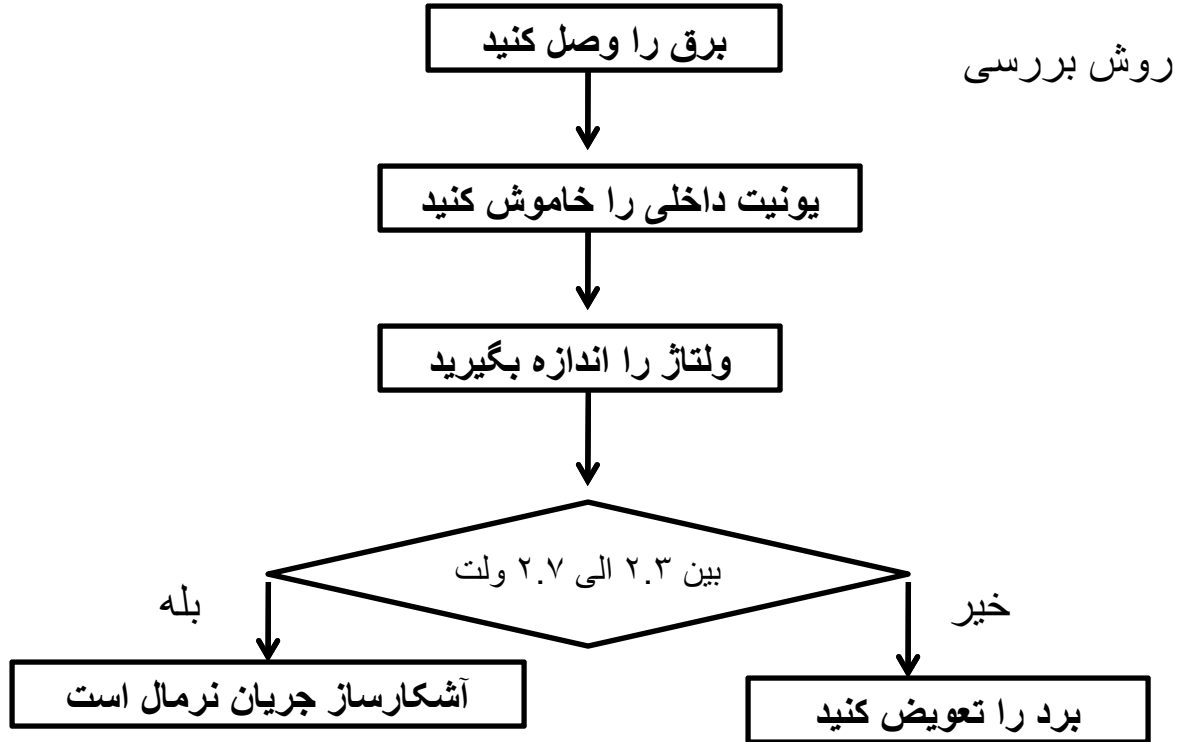 روش بررسی
برق را وصل کنید
یونیت داخلی را خاموش کنید
ولتاژ را اندازه بگیرید
بین ۲.۳ الی ۲.۷ ولت
خیر
بله
برد را تعویض کنید
آشکارساز جریان نرمال است